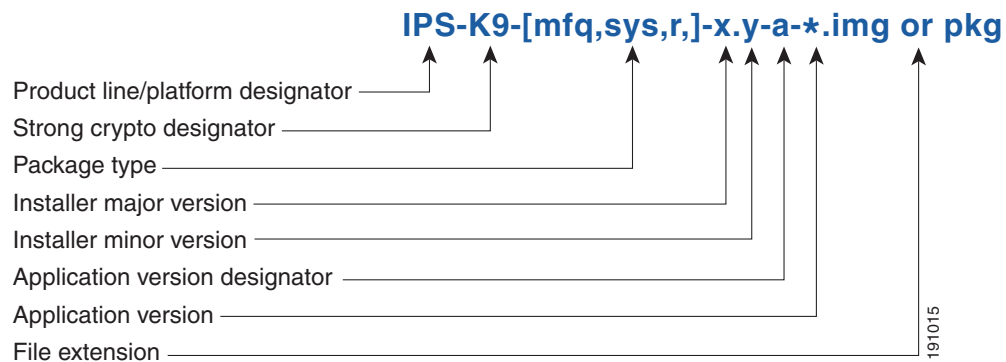 IPS-K9-[mfq,sys,r,]-x.y-a-*.img or pkg
Product line/platform designator
Strong crypto designator
Package type
Installer major version
Installer minor version
Application version designator
Application version
File extension
191015